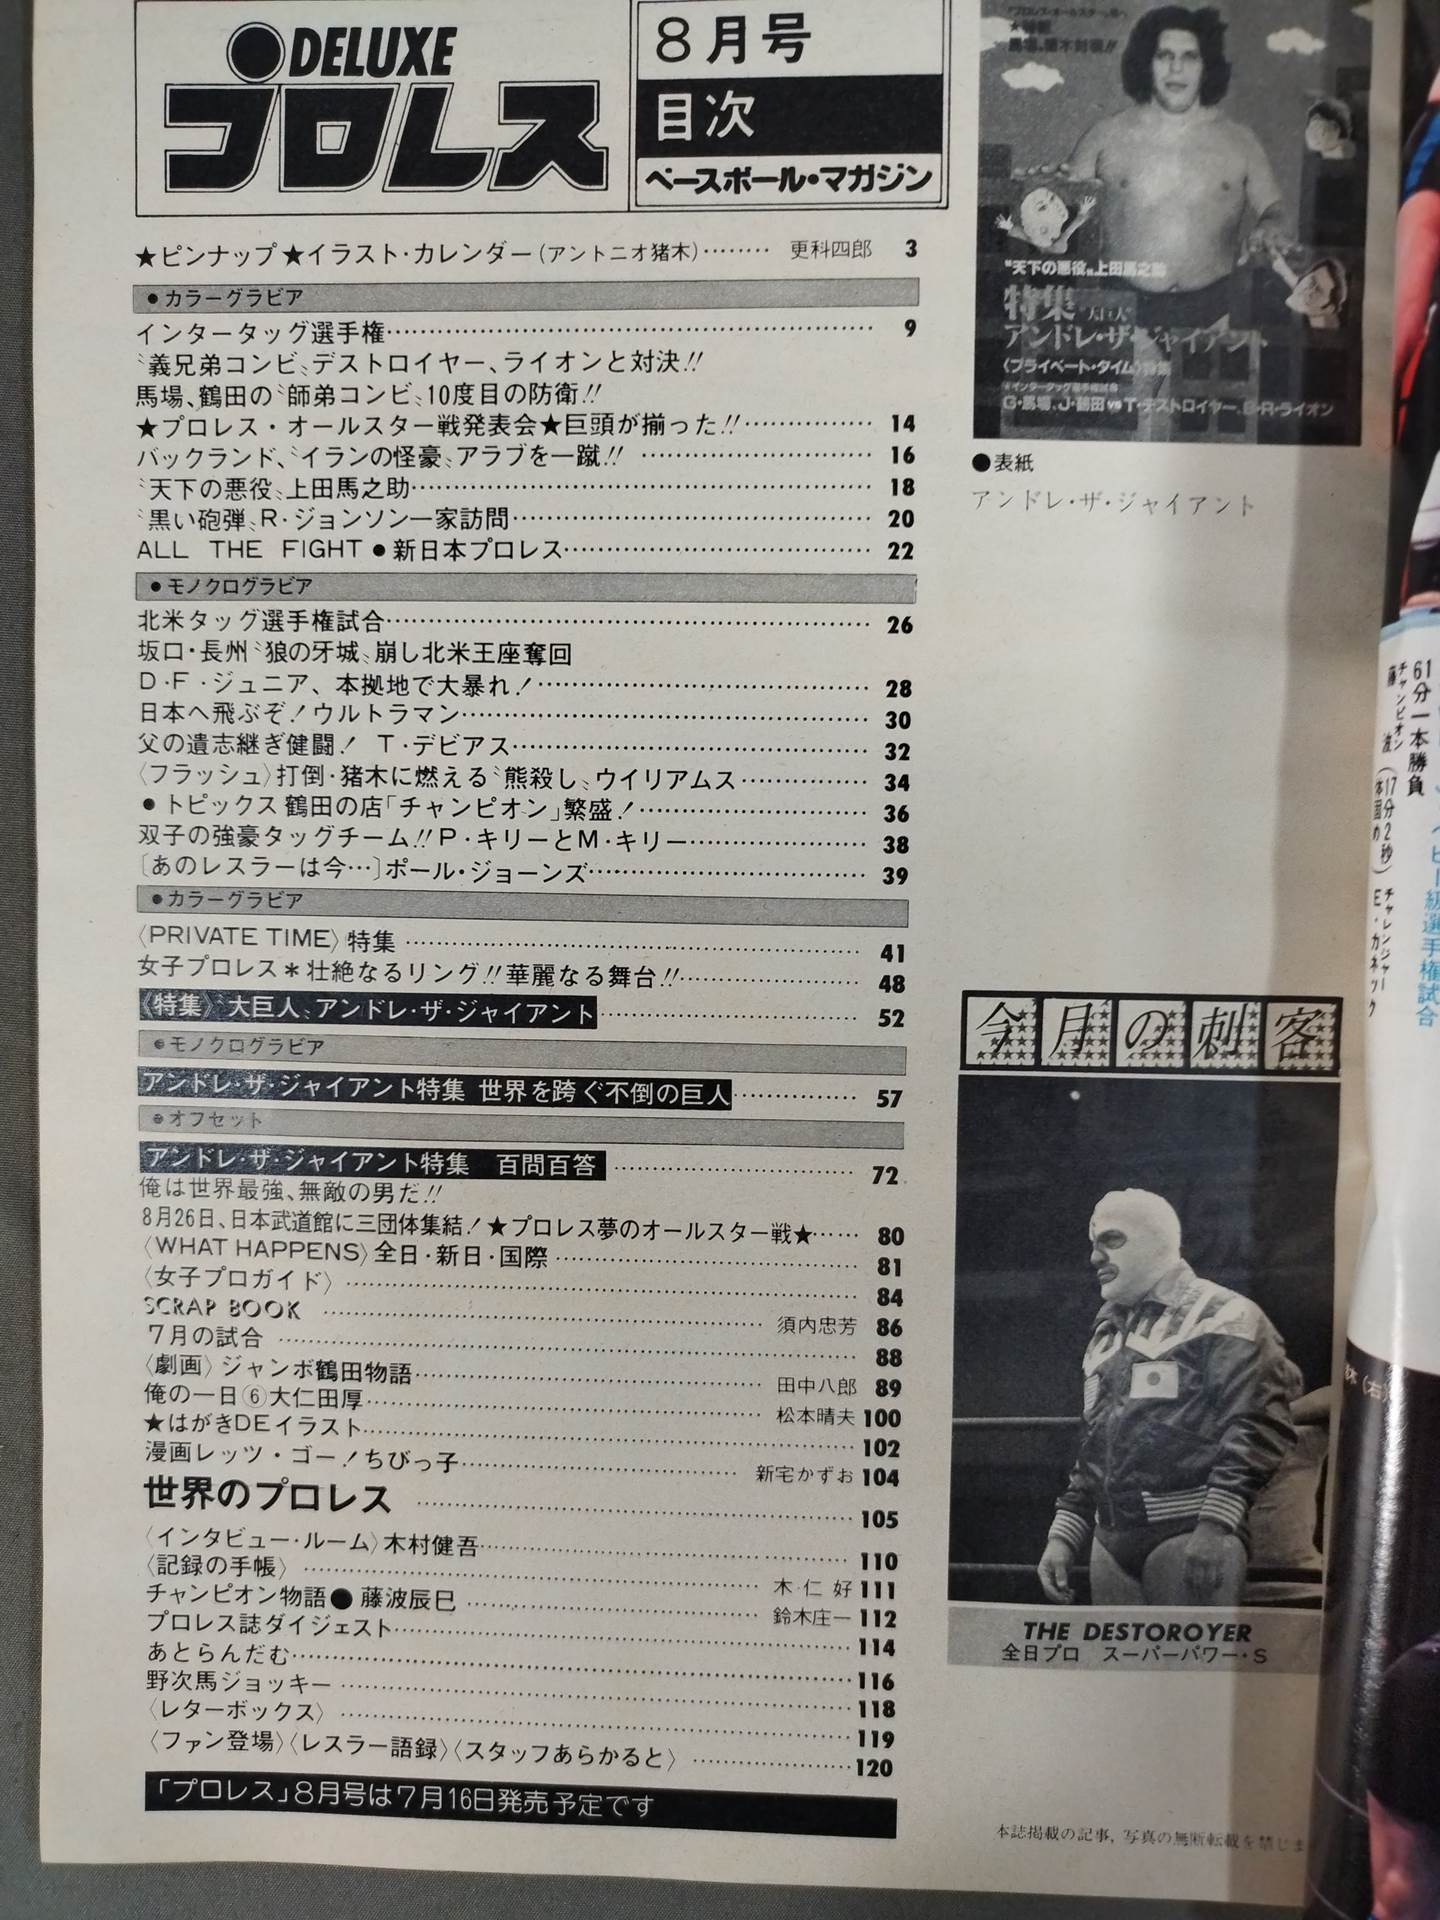 ●DELUXE
プロレス
8月号
目次
ベースボール・マガジン
★ピンナップ★イラスト・カレンダー(アントニオ猪木)……… 更科四郎 3
●カラーグラビア
インタータッグ選手権……… 9
〝義兄弟コンビ〟デストロイヤー、ライオンと対決!!
馬場、鶴田の〝師弟コンビ〟10度目の防衛!!
★プロレス・オールスター戦発表会★巨頭が揃った!!……… 14
バックランド、〝イランの怪豪〟アラブを一蹴!! ……… 16
〝天下の悪役〟上田馬之助……… 18
〝黒い砲弾〟R・ジョンソン一家訪問……… 20
ALL THE FIGHT●新日本プロレス……… 22
●モノクログラビア
北米タッグ選手権試合……… 26
坂口・長州〝狼の牙城〟崩し北米王座奪回
D・F・ジュニア、本拠地で大暴れ!……… 28
日本へ飛ぶぞ!ウルトラマン……… 30
父の遺志継ぎ健闘! T・デビアス……… 32
〈フラッシュ〉打倒・猪木に燃える〝熊殺し〟ウイリアムス……… 34
●トピックス 鶴田の店「チャンピオン」繁盛!……… 36
双子の強豪タッグチーム!!P・キリーとM・キリー……… 38
〔あのレスラーは今…〕ポール・ジョーンズ……… 39
●カラーグラビア
〈PRIVATE TIME〉特集 ……… 41
女子プロレス＊壮絶なるリング!!華麗なる舞台!!……… 48
《特集》〝大巨人〟アンドレ・ザ・ジャイアント……… 52
●モノクログラビア
アンドレ・ザ・ジャイアント特集 世界を跨ぐ不倒の巨人……… 57
●オフセット
アンドレ・ザ・ジャイアント特集 百問百答 ……… 72
俺は世界最強、無敵の男だ!!
8月26日、日本武道館に三団体集結!★プロレス夢のオールスター戦★…… 80
〈WHAT HAPPENS〉全日・新日・国際……… 81
〈女子プロガイド〉……… 84
SCRAP BOOK ……… 須内忠芳 86
7月の試合 ……… 88
〈劇画〉ジャンボ鶴田物語……… 田中八郎 89
俺の一日⑥大仁田厚……… 松本晴夫 100
★はがきDEイラスト……… 102
漫画レッツ・ゴー!ちびっ子……… 新宅かずお 104
世界のプロレス ……… 105
〈インタビュー・ルーム〉木村健吾……… 110
〈記録の手帳〉……… 木・仁 好 111
チャンピオン物語●藤波辰巳 ……… 鈴木庄一 112
プロレス誌ダイジェスト……… 114
あとらんだむ……… 116
野次馬ジョッキー ……… 118
〈レターボックス〉……… 119
〈ファン登場〉〈レスラー語録〉〈スタッフあらかると〉……… 120
「プロレス」8月号は7月16日発売予定です
〝天下の悪役〟上田馬之助
特集〝大巨人〟
アンドレ・ザ・ジャイアント
〈プライベート・タイム〉特集
★インタータッグ選手権試合
G・馬場、J・鶴田vsT・デストロイヤー、B・R・ライオン
●表紙
アンドレ・ザ・ジャイアント
今月の刺客
THE DESTOROYER
全日プロ スーパーパワー・S
本誌掲載の記事,写真の無断転載を禁じま
61分一本勝負
チャンピオン
藤波(17分2秒 体固め)
チャレンジャー
E・カネック
ヘビー級選手権試合